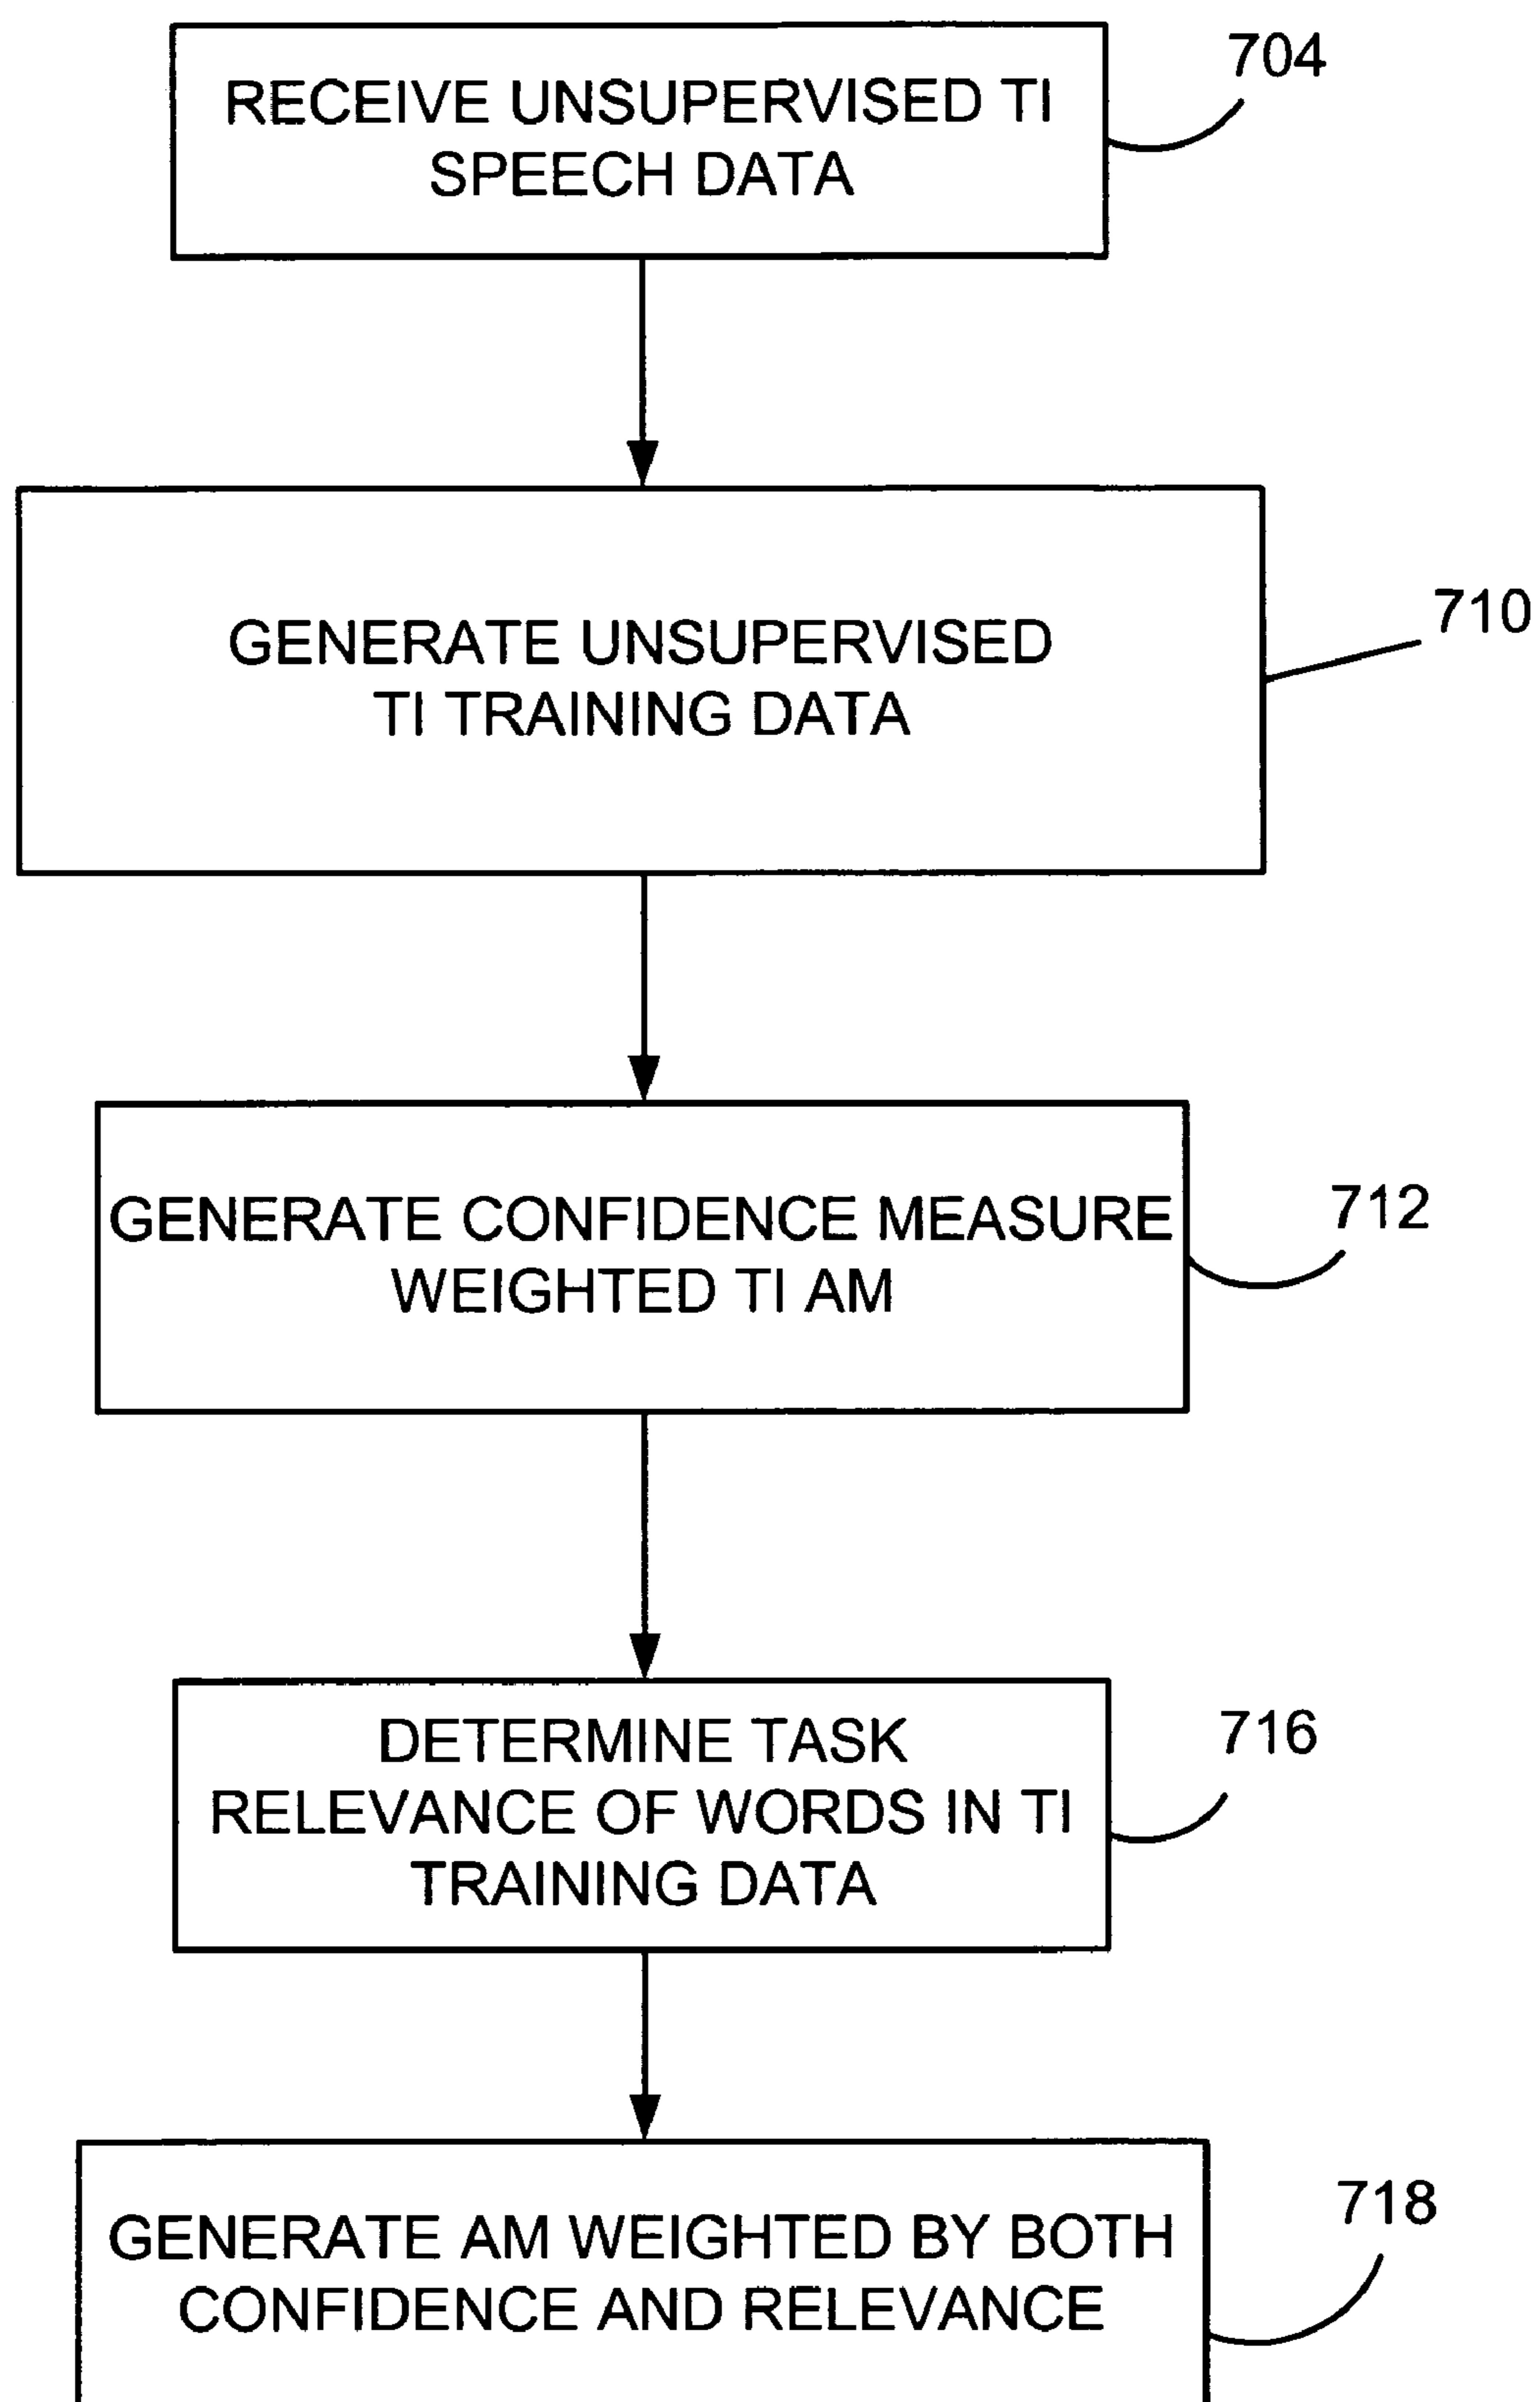 704
RECEIVE UNSUPERVISED TI
SPEECH DATA
710
GENERATE UNSUPERVISED
TI TRAINING DATA
712
GENERATE CONFIDENCE MEASURE
WEIGHTED TI AM
716
DETERMINE TASK
RELEVANCE OF WORDS IN TI
TRAINING DATA
718
GENERATE AM WEIGHTED BY BOTH
CONFIDENCE AND RELEVANCE